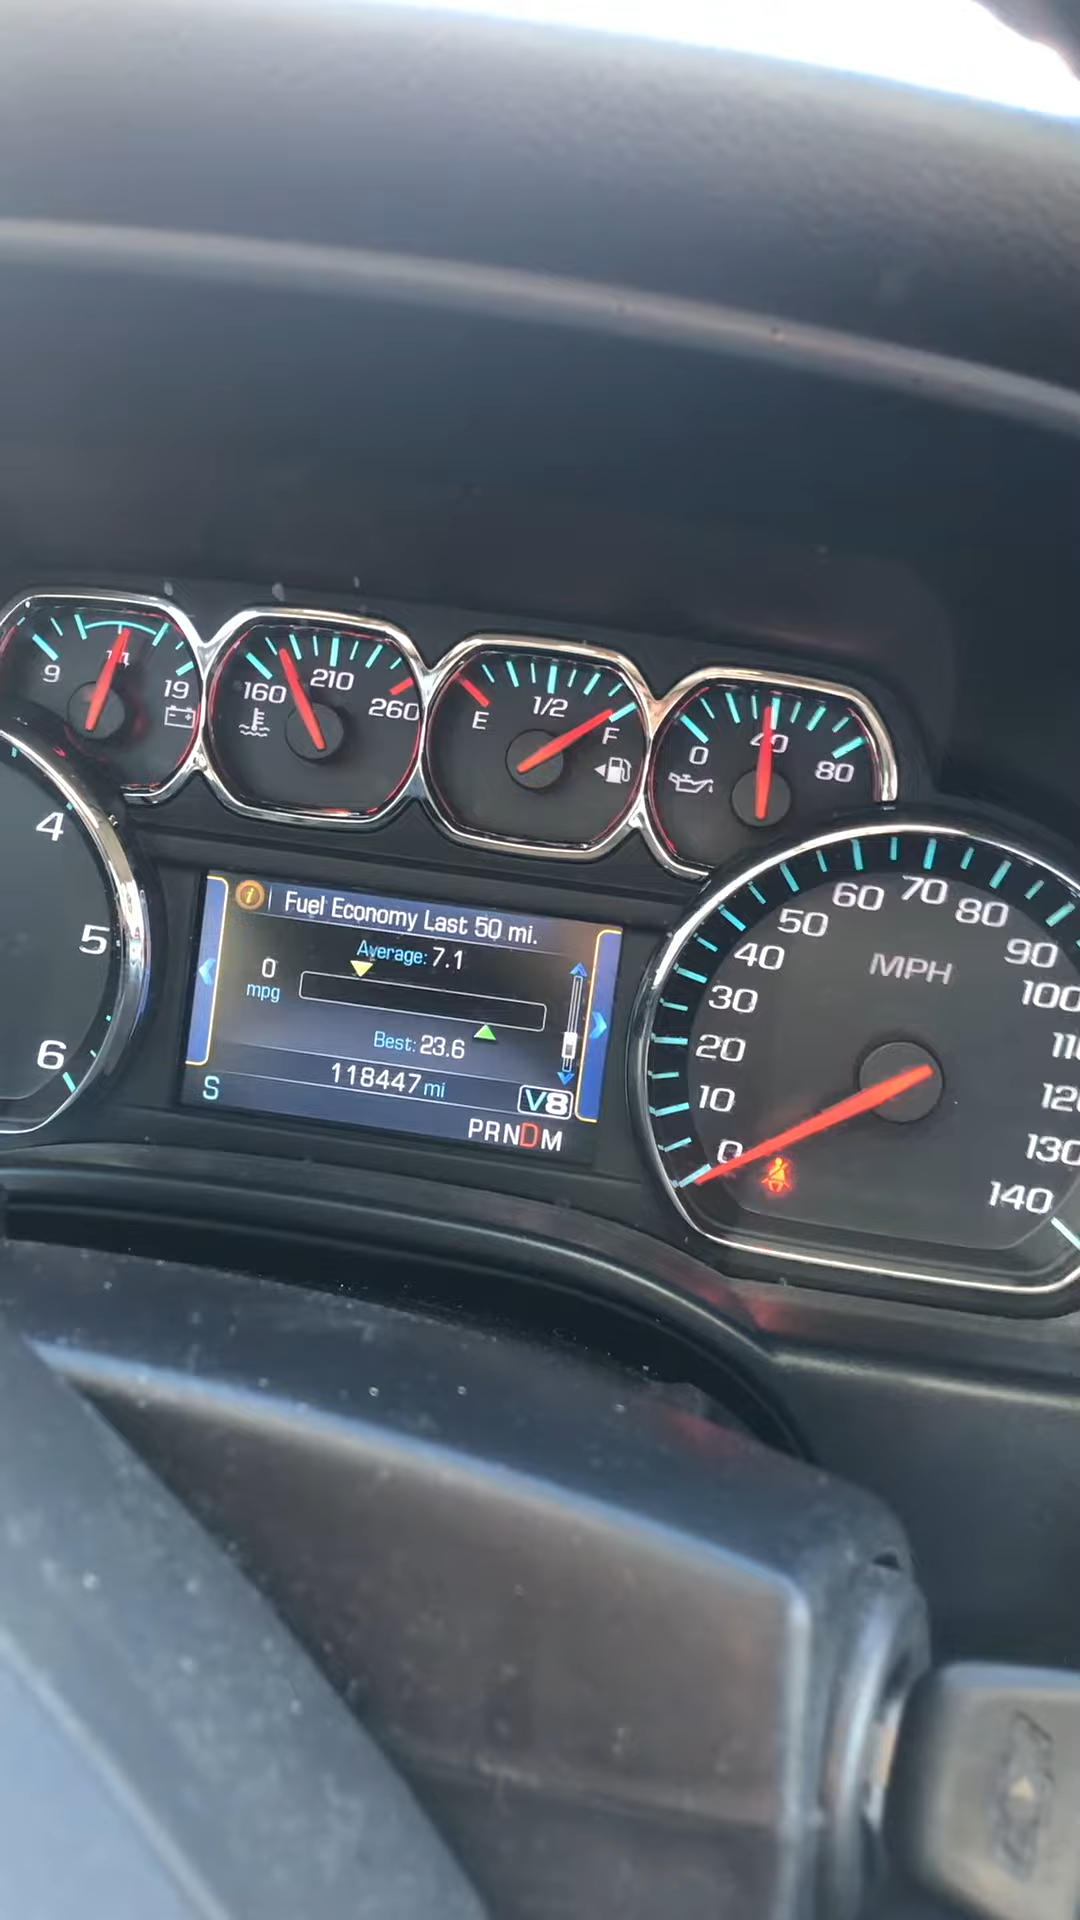 9
19
160
210
260
E
1/2
F
0
40
80
4
5
6
Fuel Economy Last 50 mi.
Average: 7.1
0
mpg
Best: 23.6
118447 mi
S
V8
PRNDM
0
10
20
30
40
50
60
70
80
90
100
130
140
MPH